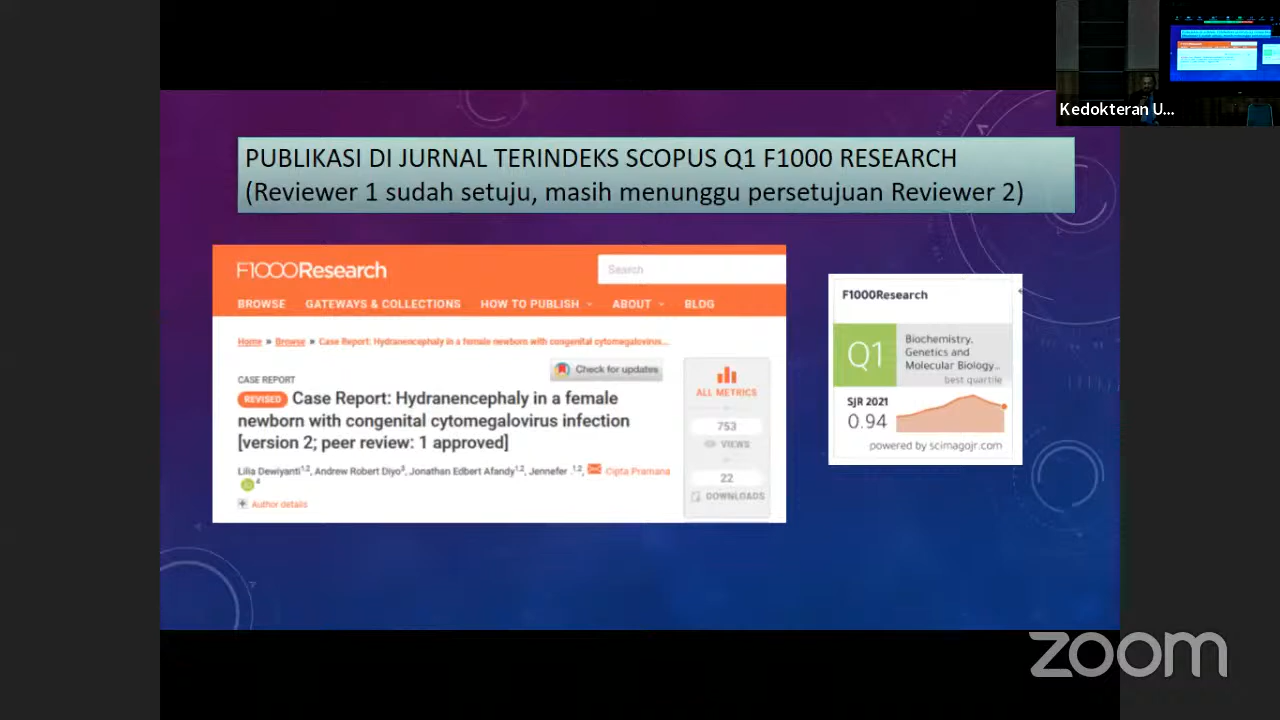 Kedokteran U...
PUBLIKASI DI JURNAL TERINDEKS SCOPUS Q1 F1000 RESEARCH
(Reviewer 1 sudah setuju, masih menunggu persetujuan Reviewer 2)
F1000Research
Search
BROWSE GATEWAYS & COLLECTIONS HOW TO PUBLISH ABOUT BLOG
Home » Browse » Case Report: Hydranencephaly in a female newborn with congenital cytomegalovirus...
Check for updates
CASE REPORT
REVISED Case Report: Hydranencephaly in a female
newborn with congenital cytomegalovirus infection
[version 2; peer review: 1 approved]
Lilia Dewiyanti1,2, Andrew Robert Diyo3, Jonathan Edbert Afandy1,2, Jennefer .1,2, Cipta Pramana
4
Author details
ALL METRICS
753
VIEWS
22
DOWNLOADS
F1000Research
Q1
Biochemistry,
Genetics and
Molecular Biology...
best quartile
SJR 2021
0.94
powered by scimagojr.com
zoom